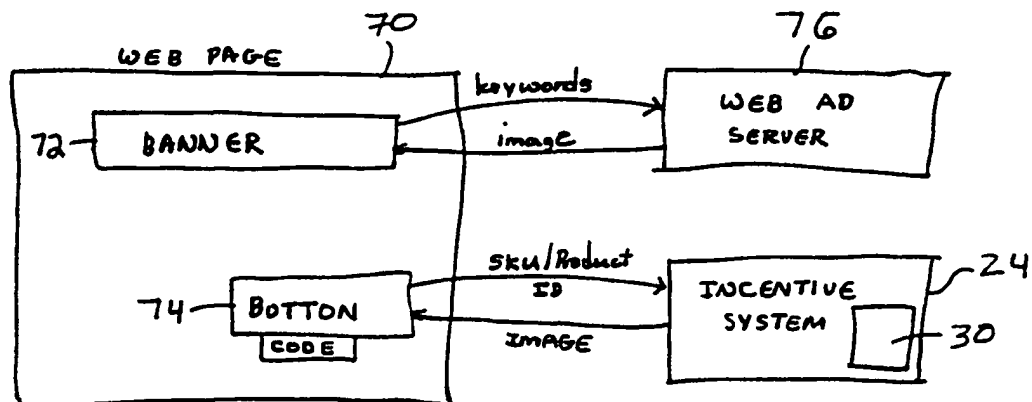 70
76
WEB PAGE
keywords
WEB AD
SERVER
72
BANNER
image
SKU/Product
ID
24
74
BOTTON
INCENTIVE
SYSTEM
30
CODE
IMAGE